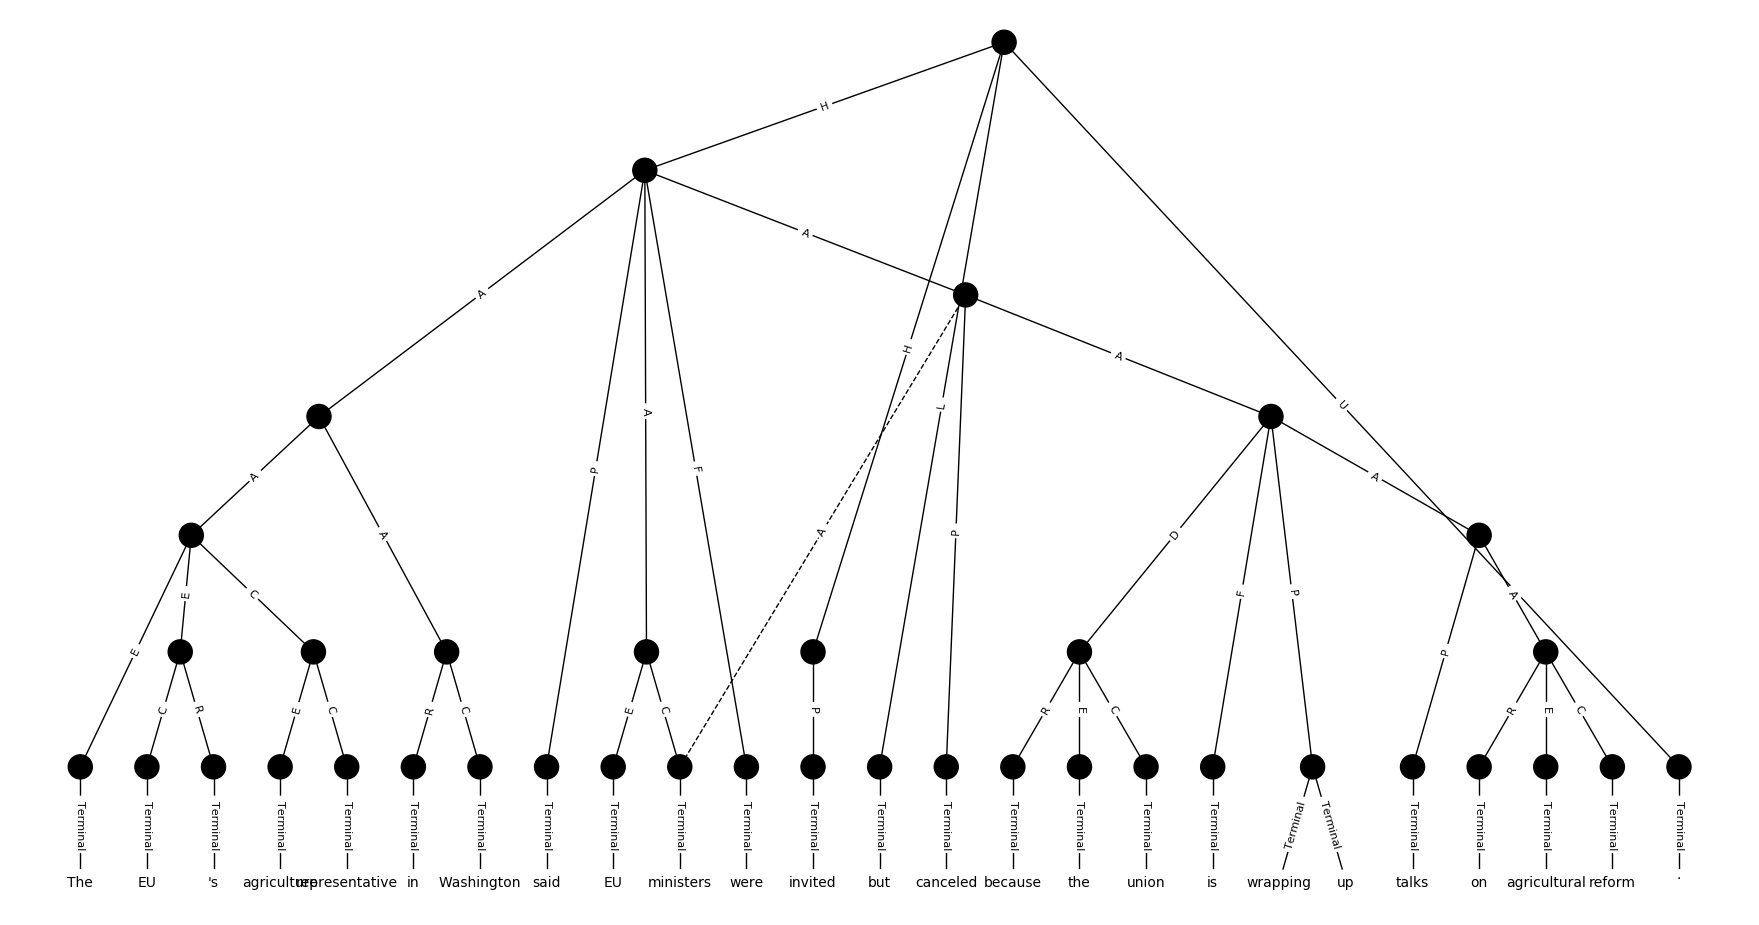 H
A
A
H
A
L
A
U
A
P
A
F
A
A
D
P
P
A
E
C
F
P
A
E
P
C
R
E
C
R
C
E
C
P
R
E
C
R
E
C
Terminal Terminal Terminal Terminal Terminal Terminal Terminal Terminal Terminal Terminal Terminal Terminal Terminal Terminal Terminal Terminal Terminal Terminal Terminal Terminal Terminal Terminal Terminal Terminal Terminal
The EU 's agriculture representative in Washington said EU ministers were invited but canceled because the union is wrapping up talks on agricultural reform .